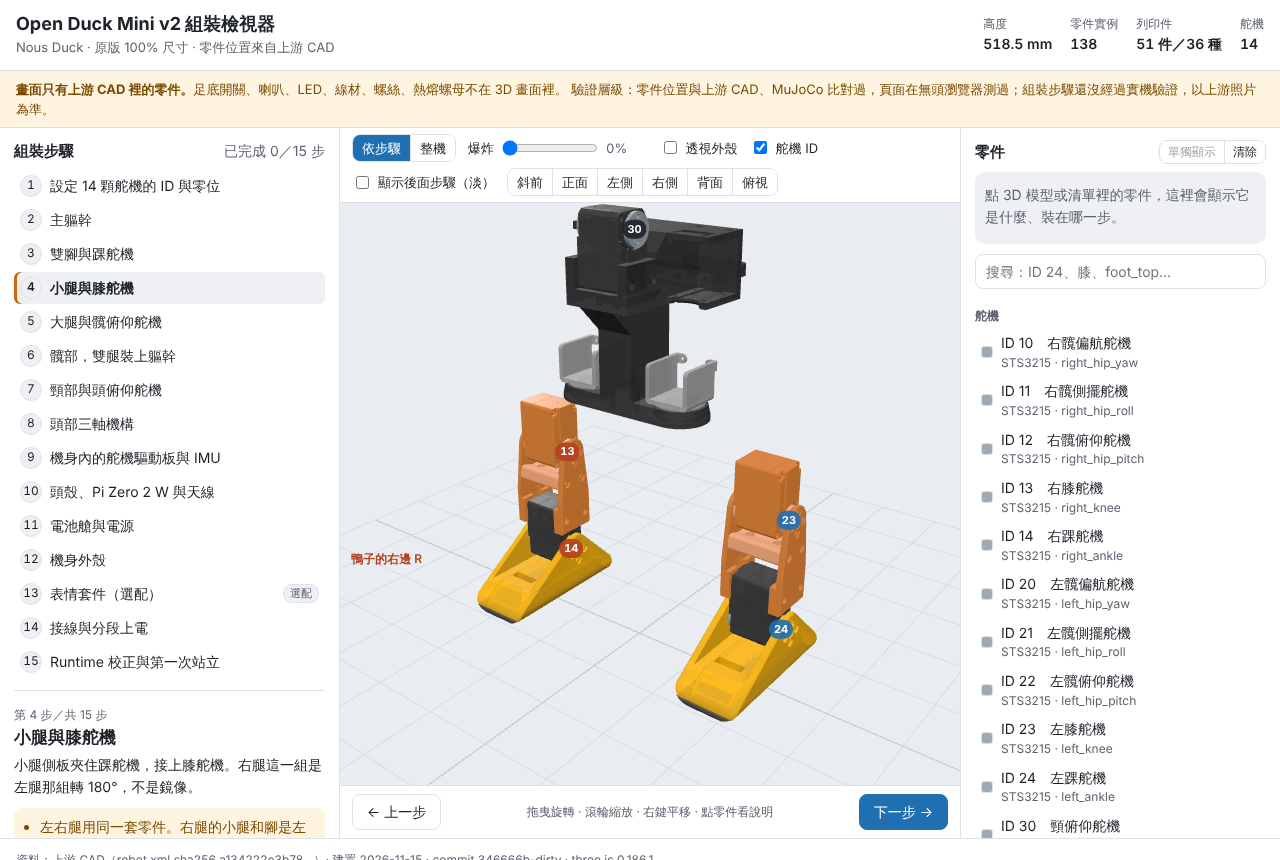 Open Duck Mini v2 組裝檢視器
Nous Duck · 原版 100% 尺寸 · 零件位置來自上游 CAD
高度
518.5 mm
零件實例
138
列印件
51 件／36 種
舵機
14
畫面只有上游 CAD 裡的零件。足底開關、喇叭、LED、線材、螺絲、熱熔螺母不在 3D 畫面裡。 驗證層級：零件位置與上游 CAD、MuJoCo 比對過，頁面在無頭瀏覽器測過；組裝步驟還沒經過實機驗證，以上游照片
為準。
組裝步驟
已完成 0／15 步
1 設定 14 顆舵機的 ID 與零位
2 主軀幹
3 雙腳與踝舵機
4 小腿與膝舵機
5 大腿與髖俯仰舵機
6 髖部，雙腿裝上軀幹
7 頸部與頭俯仰舵機
8 頭部三軸機構
9 機身內的舵機驅動板與 IMU
10 頭殼、Pi Zero 2 W 與天線
11 電池艙與電源
12 機身外殼
13 表情套件（選配） 選配
14 接線與分段上電
15 Runtime 校正與第一次站立
第 4 步／共 15 步
小腿與膝舵機
小腿側板夾住踝舵機，接上膝舵機。右腿這一組是
左腿那組轉 180°，不是鏡像。
• 左右腿用同一套零件。右腿的小腿和腳是左
依步驟 整機 爆炸 0% 透視外殼 舵機 ID
顯示後面步驟（淡） 斜前 正面 左側 右側 背面 俯視
30
13
23
14
鴨子的右邊 R
24
← 上一步
拖曳旋轉 · 滾輪縮放 · 右鍵平移 · 點零件看說明
下一步 →
零件
單獨顯示 清除
點 3D 模型或清單裡的零件，這裡會顯示它
是什麼、裝在哪一步。
搜尋：ID 24、膝、foot_top…
舵機
ID 10 右髖偏航舵機
STS3215 · right_hip_yaw
ID 11 右髖側擺舵機
STS3215 · right_hip_roll
ID 12 右髖俯仰舵機
STS3215 · right_hip_pitch
ID 13 右膝舵機
STS3215 · right_knee
ID 14 右踝舵機
STS3215 · right_ankle
ID 20 左髖偏航舵機
STS3215 · left_hip_yaw
ID 21 左髖側擺舵機
STS3215 · left_hip_roll
ID 22 左髖俯仰舵機
STS3215 · left_hip_pitch
ID 23 左膝舵機
STS3215 · left_knee
ID 24 左踝舵機
STS3215 · left_ankle
ID 30 頸俯仰舵機